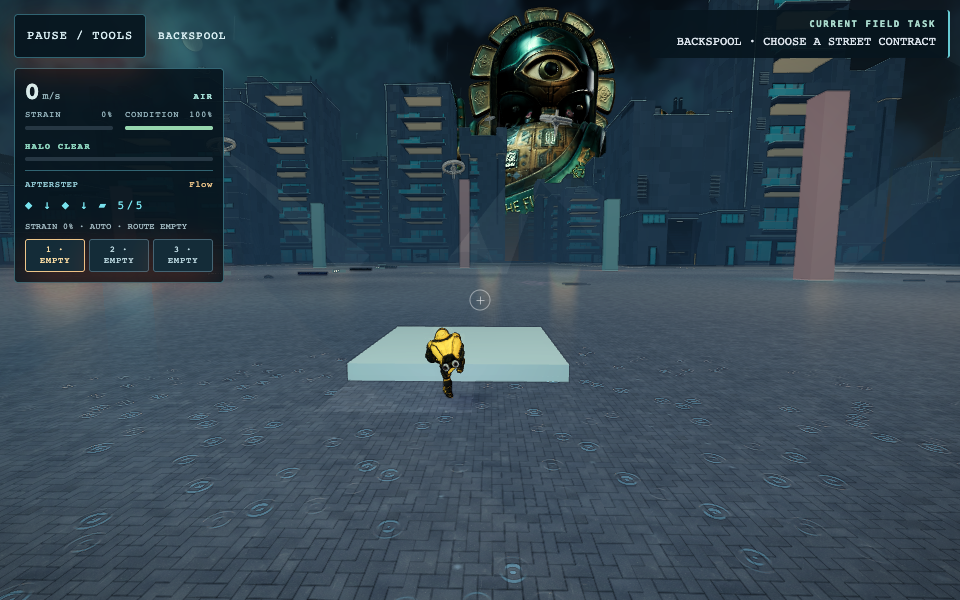 PAUSE / TOOLS
BACKSPOOL
CURRENT FIELD TASK
BACKSPOOL · CHOOSE A STREET CONTRACT
0 m/s
AIR
STRAIN 0%
CONDITION 100%
HALO CLEAR
AFTERSTEP
Flow
5/5
STRAIN 0% · AUTO · ROUTE EMPTY
1 · EMPTY
2 · EMPTY
3 · EMPTY